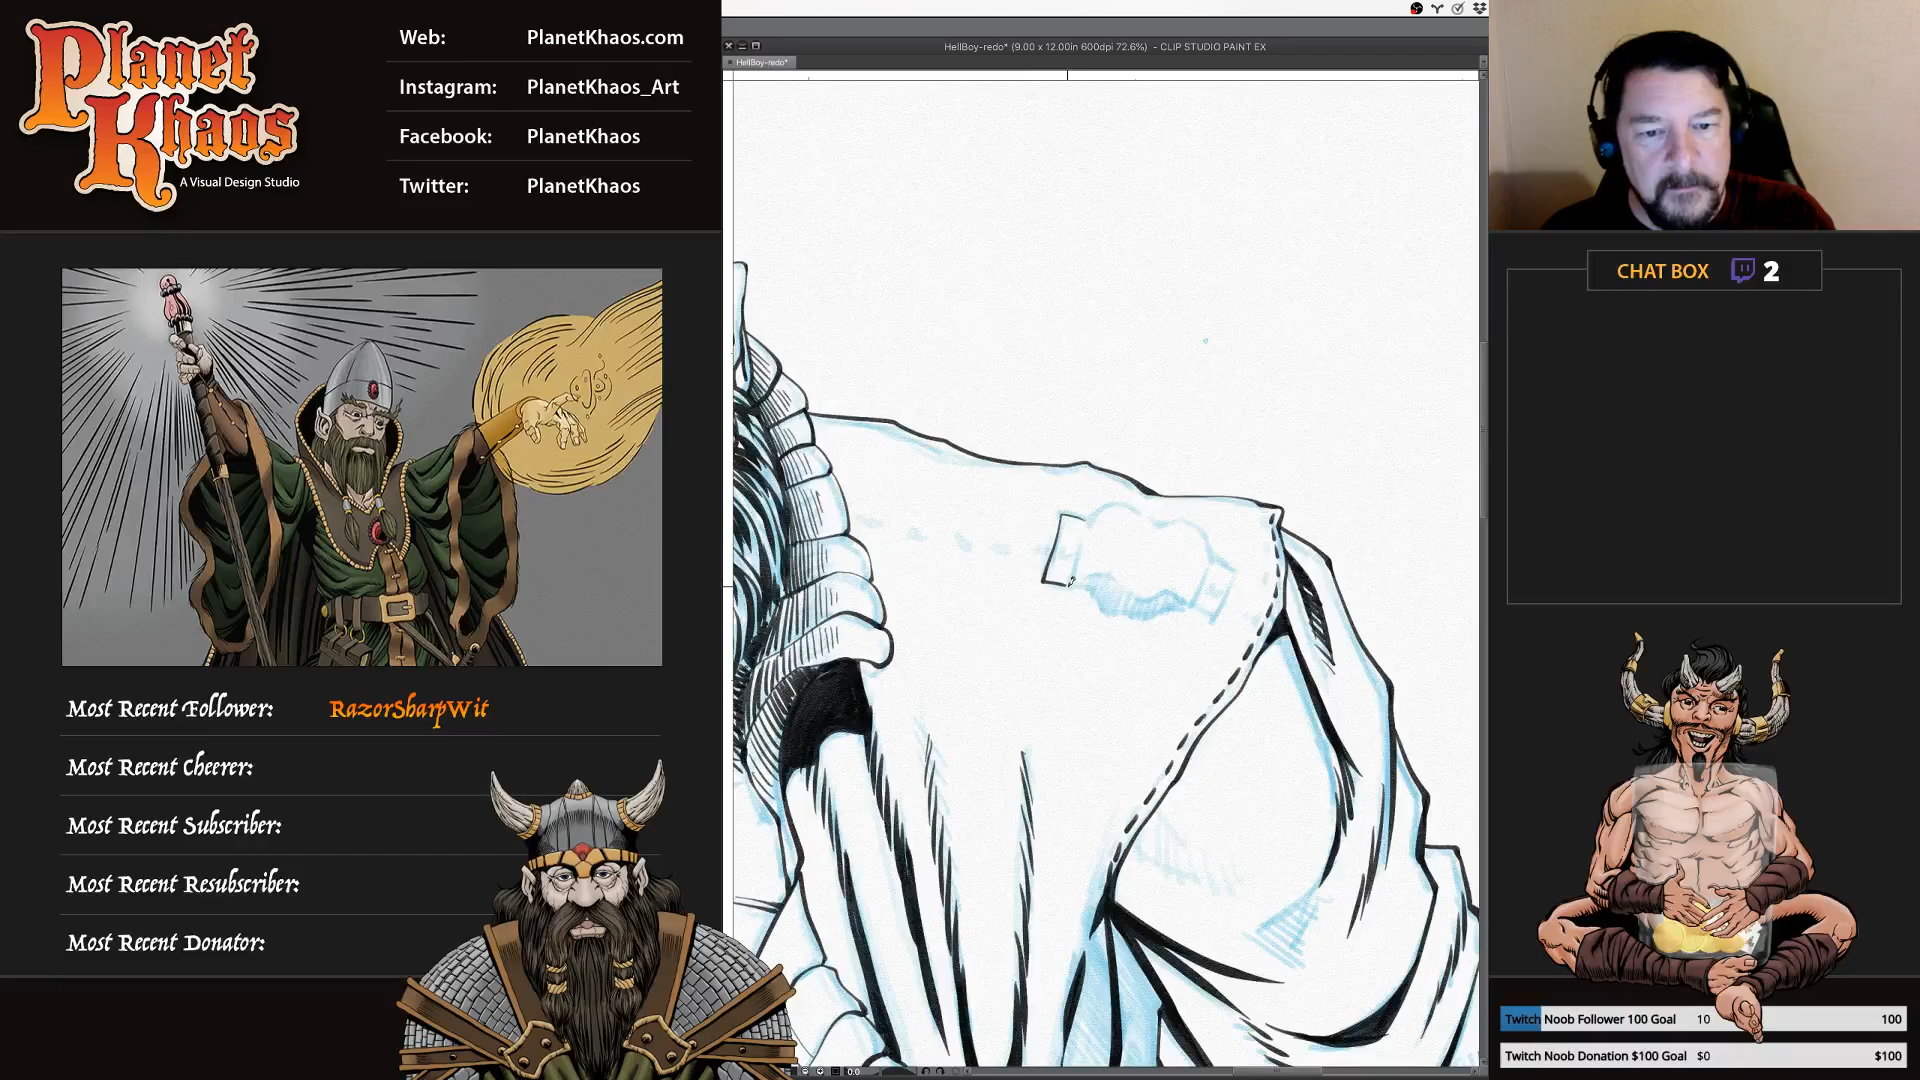 Planet
Khaos
A Visual Design Studio
Web: PlanetKhaos.com
Instagram: PlanetKhaos_Art
Facebook: PlanetKhaos
Twitter: PlanetKhaos
HellBoy-redo* (9.00 x 12.00in 600dpi 72.6%) - CLIP STUDIO PAINT EX
HellBoy-redo*
CHAT BOX 2
Most Recent Follower: RazorSharpWit
Most Recent Cheerer:
Most Recent Subscriber:
Most Recent Resubscriber:
Most Recent Donator:
0.0
Twitch Noob Follower 100 Goal 10 100
Twitch Noob Donation $100 Goal $0 $100